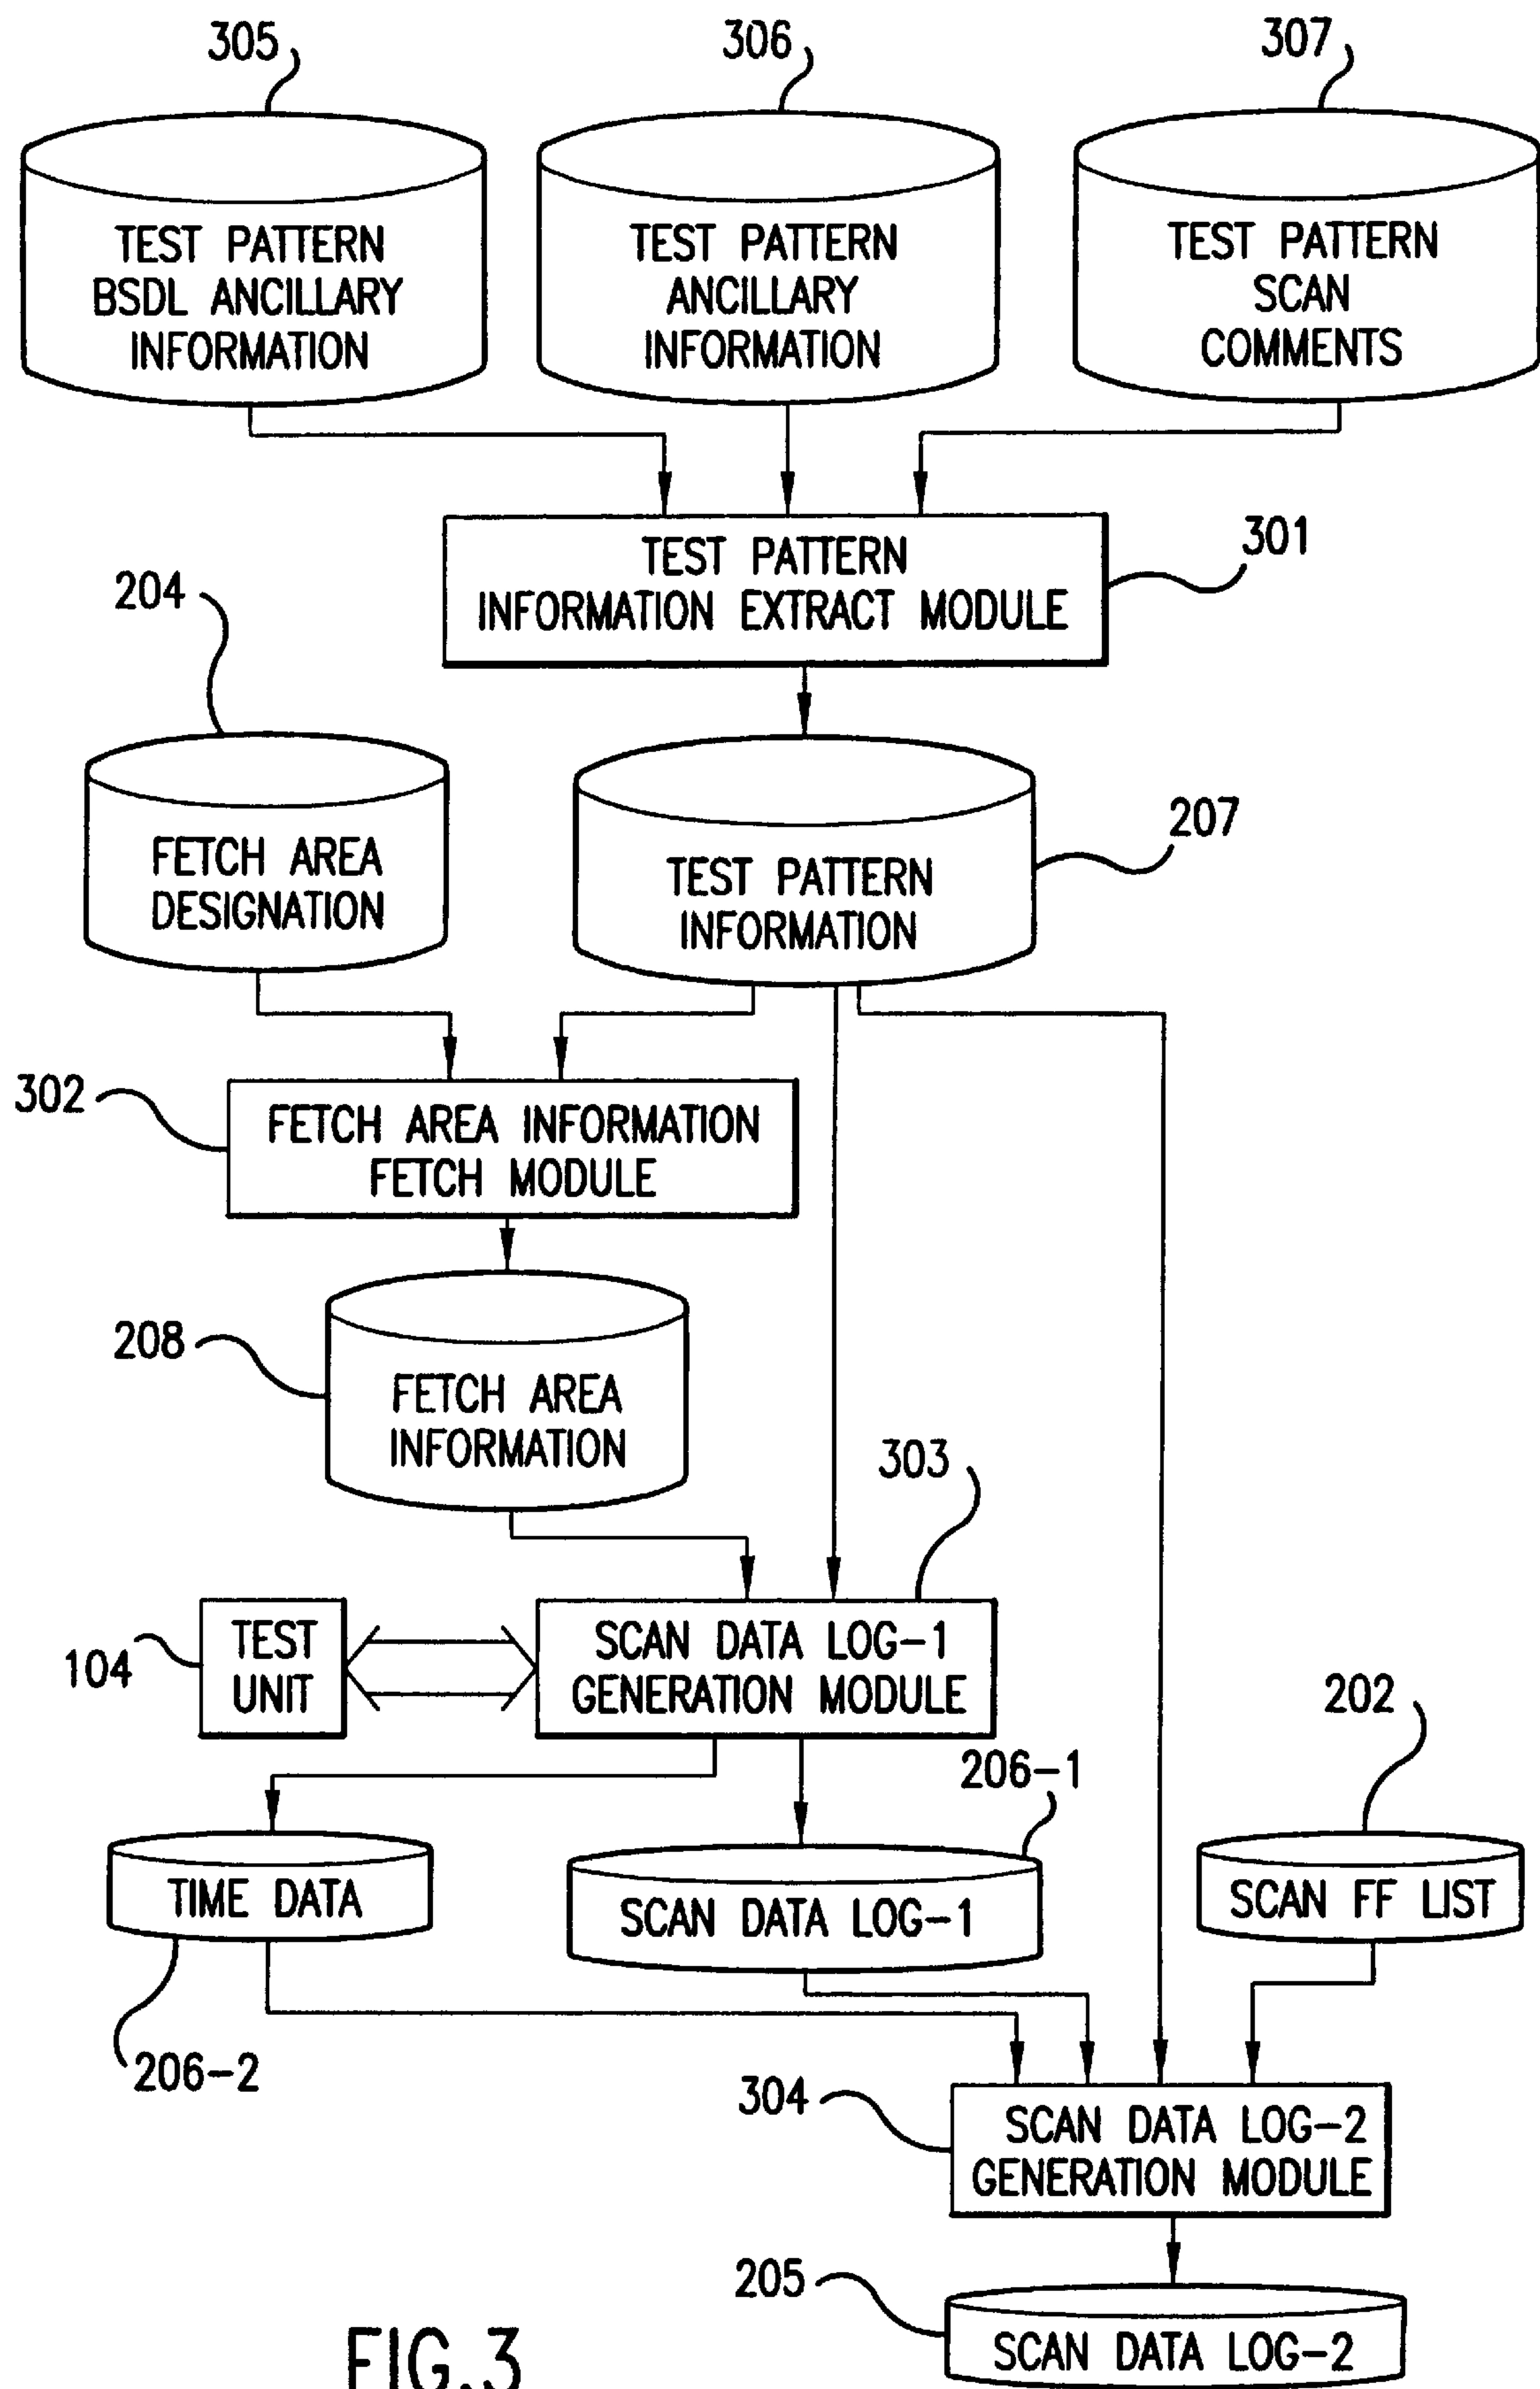 305
306
307
TEST PATTERN
BSDL ANCILLARY
INFORMATION
TEST PATTERN
ANCILLARY
INFORMATION
TEST PATTERN
SCAN
COMMENTS
TEST PATTERN
INFORMATION EXTRACT MODULE
301
204
FETCH AREA
DESIGNATION
TEST PATTERN
INFORMATION
207
302
FETCH AREA INFORMATION
FETCH MODULE
208
FETCH AREA
INFORMATION
303
104
TEST
UNIT
SCAN DATA LOG-1
GENERATION MODULE
202
206-1
TIME DATA
SCAN DATA LOG-1
SCAN FF LIST
206-2
304
SCAN DATA LOG-2
GENERATION MODULE
205
SCAN DATA LOG-2
FIG.3